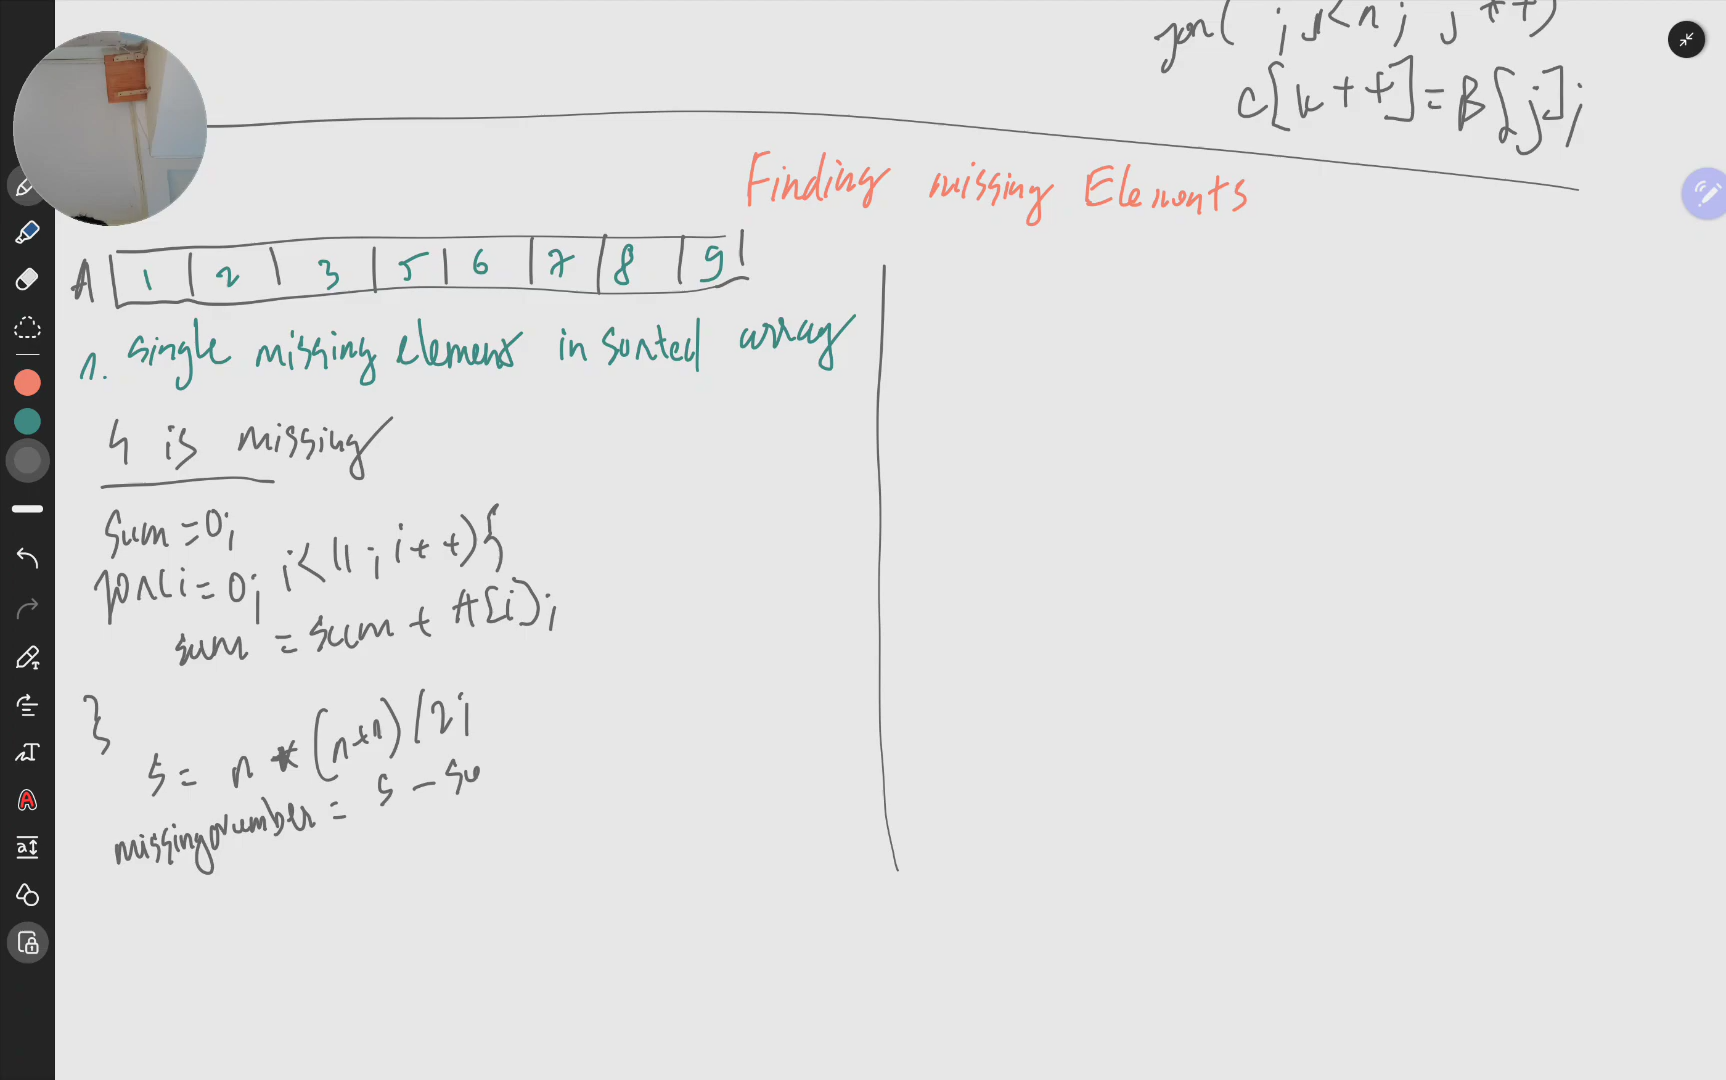 for( ; j<n; j++)
C[k++]=B[j];
Finding missing Elements
A 1 2 3 5 6 7 8 9
1. single missing element in sorted array
4 is missing
sum=0;
for(i=0; i<11; i++){
sum = sum + A[i];
}
S = n*(n+1)/2;
missingNumber = S - su